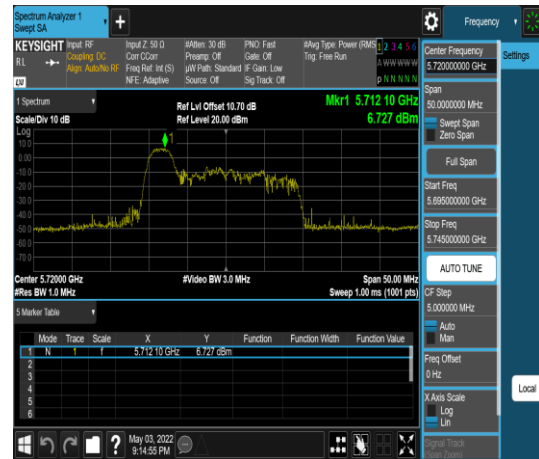 Spectrum Analyzer 1
Swept SA
+
Frequency
KEYSIGHT
RL
Input: RF
Coupling: DC
Align: Auto/No RF
Input Z: 50 Ω
Corr CCorr
Freq Ref: Int (S)
NFE: Adaptive
#Atten: 30 dB
Preamp: Off
µW Path: Standard
Source: Off
PNO: Fast
Gate: Off
IF Gain: Low
Sig Track: Off
#Avg Type: Power (RMS)
Trig: Free Run
1 2 3 4 5 6
A W W W W W
P N N N N N
LXI
1 Spectrum
Scale/Div 10 dB
Ref Lvl Offset 10.70 dB
Ref Level 20.00 dBm
Mkr1 5.712 10 GHz
6.727 dBm
Log
10.0
0.00
-10.0
-20.0
-30.0
-40.0
-50.0
-60.0
-70.0
1
Center 5.72000 GHz
#Res BW 1.0 MHz
#Video BW 3.0 MHz
Span 50.00 MHz
Sweep 1.00 ms (1001 pts)
5 Marker Table
Mode Trace Scale X Y Function Function Width Function Value
1 N 1 f 5.712 10 GHz 6.727 dBm
2
3
4
5
6
May 03, 2022
9:14:55 PM
Center Frequency
5.720000000 GHz
Span
50.0000000 MHz
Swept Span
Zero Span
Full Span
Start Freq
5.695000000 GHz
Stop Freq
5.745000000 GHz
AUTO TUNE
CF Step
5.000000 MHz
Auto
Man
Freq Offset
0 Hz
X Axis Scale
Log
Lin
Signal Track
(Span Zoom)
Settings
Local